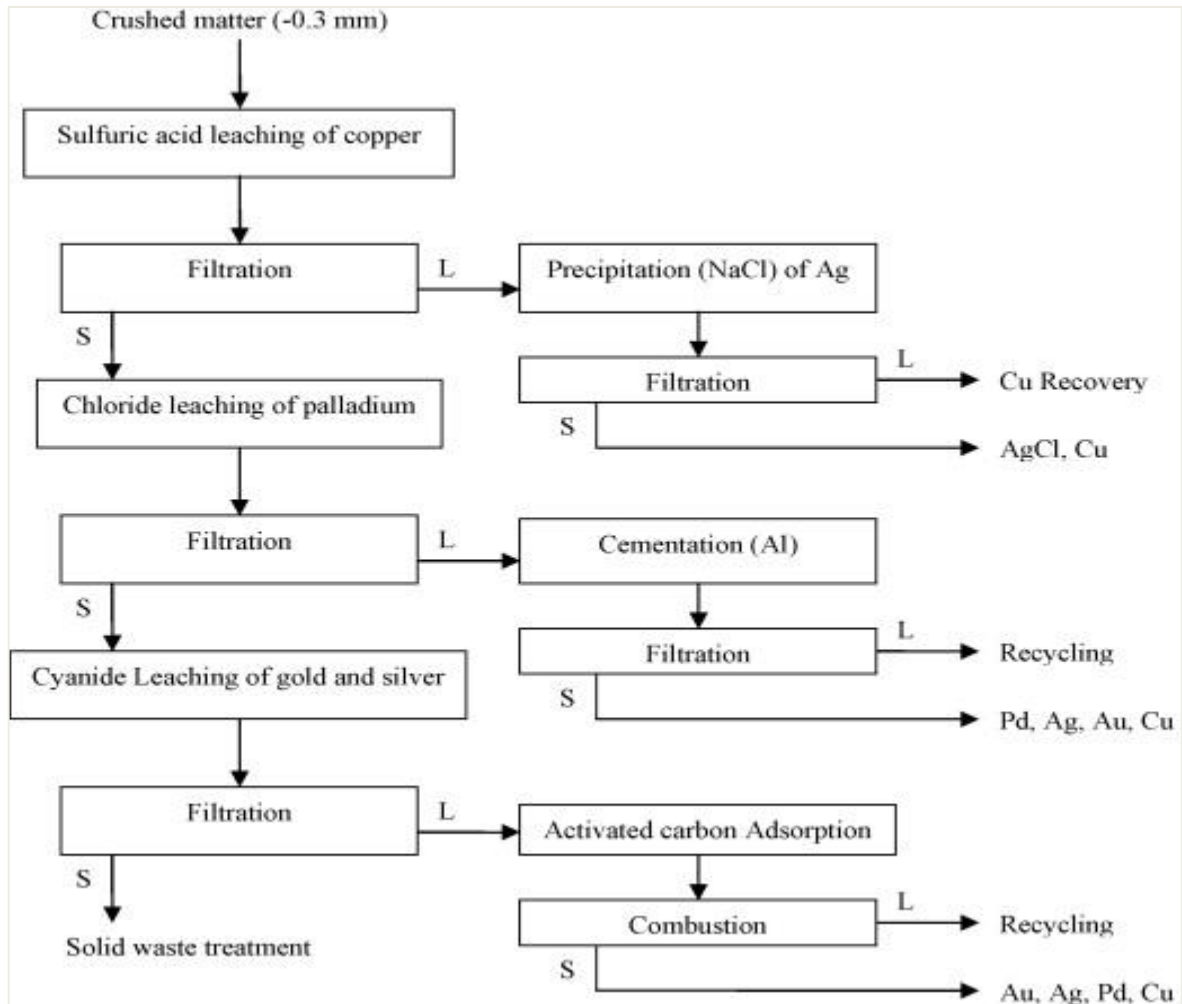 Crushed matter (-0.3 mm)
Sulfuric acid leaching of copper
Filtration
L
Precipitation (NaCl) of Ag
S
Filtration
L
Cu Recovery
Chloride leaching of palladium
S
AgCl, Cu
Filtration
L
Cementation (Al)
S
Filtration
L
Recycling
Cyanide Leaching of gold and silver
S
Pd, Ag, Au, Cu
Filtration
L
Activated carbon Adsorption
S
Combustion
L
Recycling
Solid waste treatment
S
Au, Ag, Pd, Cu